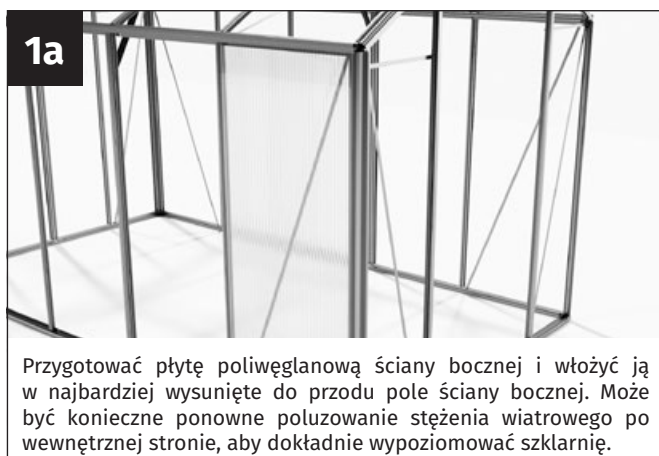 1a
Przygotować płytę poliwęglanową ściany bocznej i włożyć ją
w najbardziej wysunięte do przodu pole ściany bocznej. Może
być konieczne ponowne poluzowanie stężenia wiatrowego po
wewnętrznej stronie, aby dokładnie wypoziomować szklarnię.